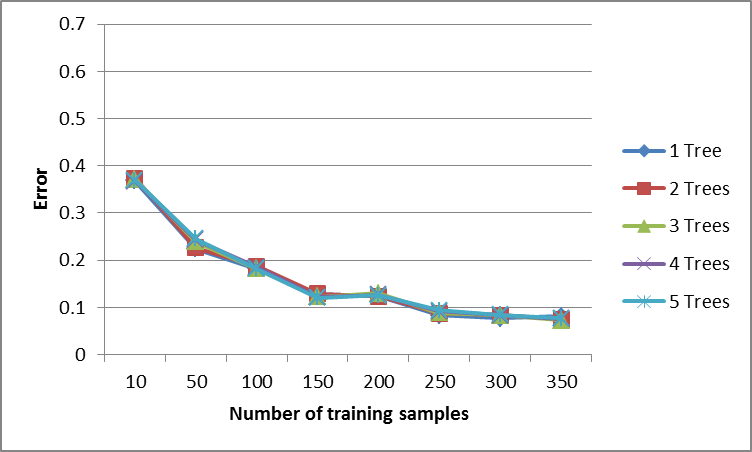 0.7
0.6
0.5
0.4
0.3
0.2
0.1
0
Error
10 50 100 150 200 250 300 350
Number of training samples
1 Tree
2 Trees
3 Trees
4 Trees
5 Trees